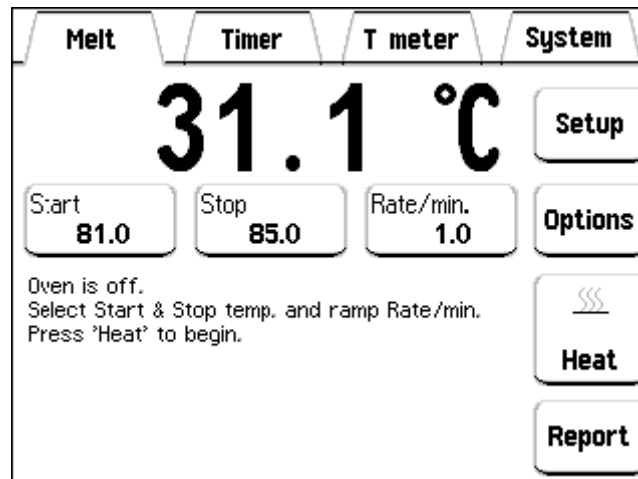 Melt Timer T meter System
31.1 °C
Setup
Start Stop Rate/min.
81.0 85.0 1.0
Options
Oven is off.
Select Start & Stop temp. and ramp Rate/min.
Press 'Heat' to begin.
Heat
Report